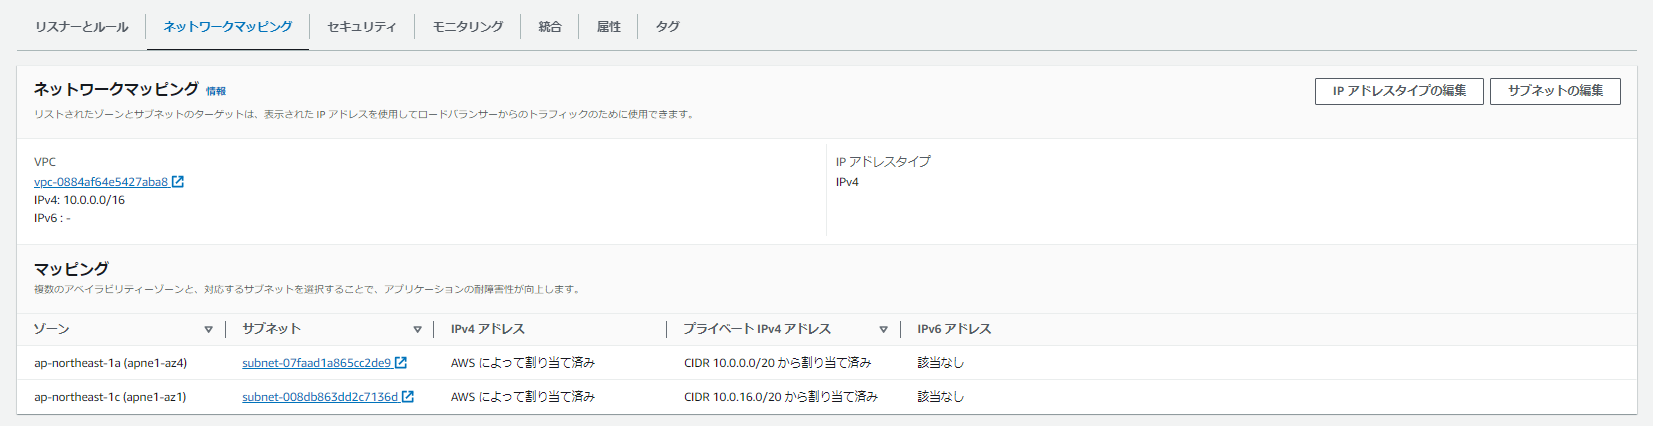 リスナーとルール ネットワークマッピング セキュリティ モニタリング 統合 属性 タグ
ネットワークマッピング 情報
IP アドレスタイプの編集 サブネットの編集
リストされたゾーンとサブネットのターゲットは、表示された IP アドレスを使用してロードバランサーからのトラフィックのために使用できます。
VPC
vpc-0884af64e5427aba8
IPv4: 10.0.0.0/16
IPv6 : -
IP アドレスタイプ
IPv4
マッピング
複数のアベイラビリティーゾーンと、対応するサブネットを選択することで、アプリケーションの耐障害性が向上します。
ゾーン サブネット IPv4 アドレス プライベート IPv4 アドレス IPv6 アドレス
ap-northeast-1a (apne1-az4) subnet-07faad1a865cc2de9 AWS によって割り当て済み CIDR 10.0.0.0/20 から割り当て済み 該当なし
ap-northeast-1c (apne1-az1) subnet-008db863dd2c7136d AWS によって割り当て済み CIDR 10.0.16.0/20 から割り当て済み 該当なし